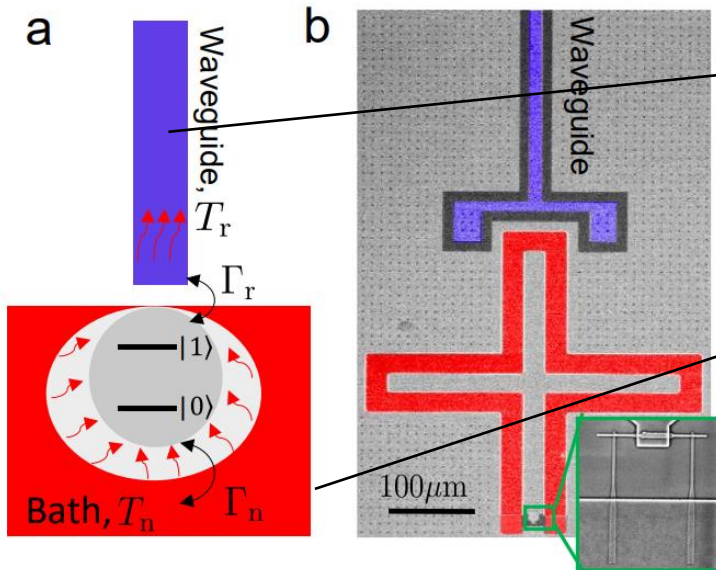 a
b
Waveguide, T_r
Waveguide
Γ_r
|1⟩
|0⟩
Bath, T_n
Γ_n
100μm